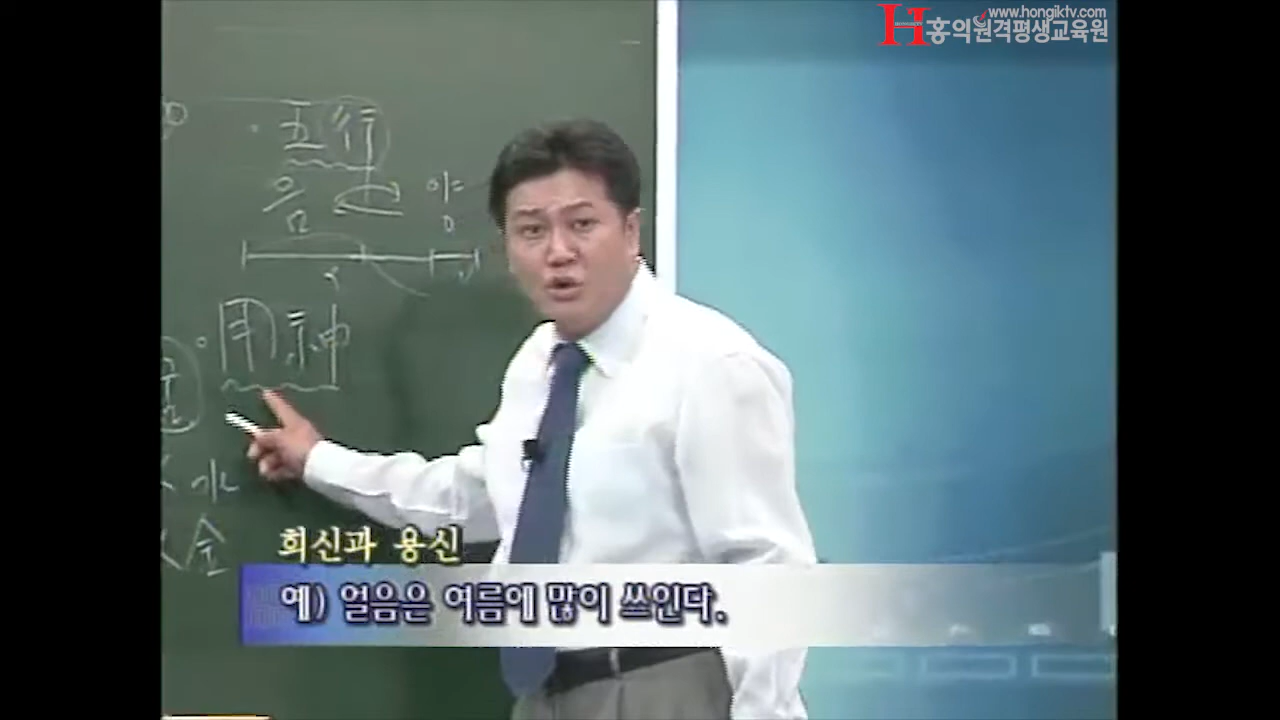 www.hongiktv.com
홍익원격평생교육원
五行
음 양
用神
水
金
희신과 용신
예) 얼음은 여름에 많이 쓰인다.